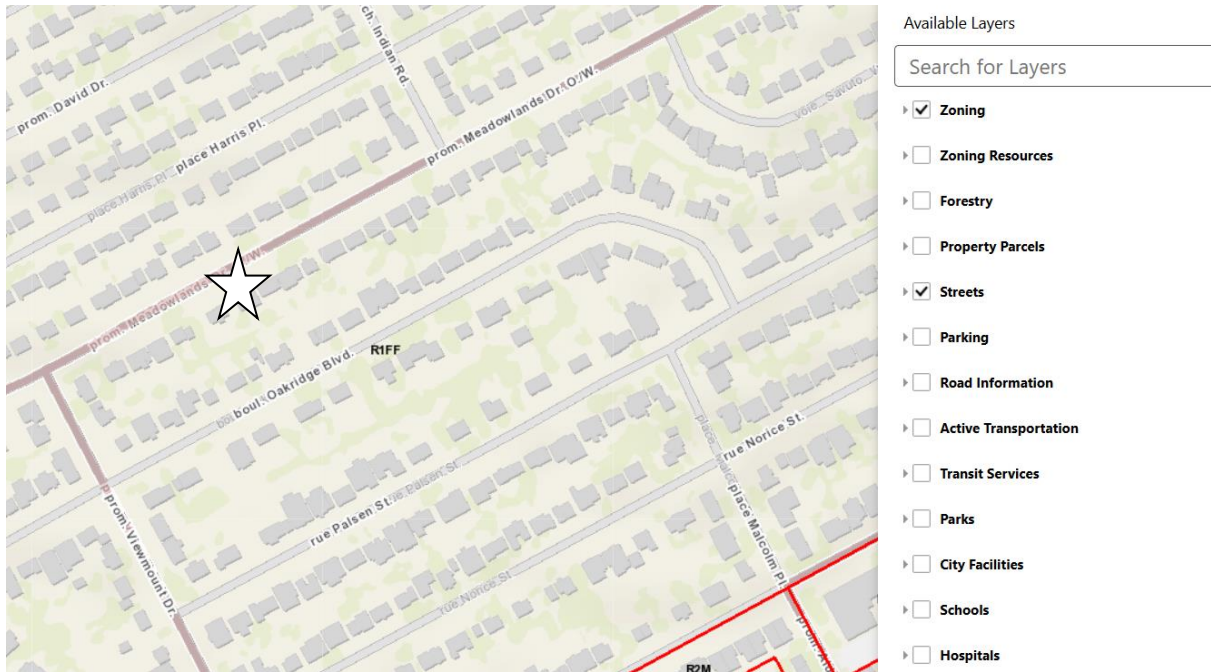 ch. Indian Rd.
prom. David Dr.
prom. Meadowlands Dr. O./W.
place Harris Pl.
place Harris Pl.
prom. Meadowlands
/W.
R1FF
boul. Oakridge Blvd.
rue Norice St.
rue Palsen St.
rue Palsen St
place Malcolm Pl.
prom. Viewmount Dr.
rue Norice St
R2M
Available Layers
Search for Layers
Zoning
Zoning Resources
Forestry
Property Parcels
Streets
Parking
Road Information
Active Transportation
Transit Services
Parks
City Facilities
Schools
Hospitals